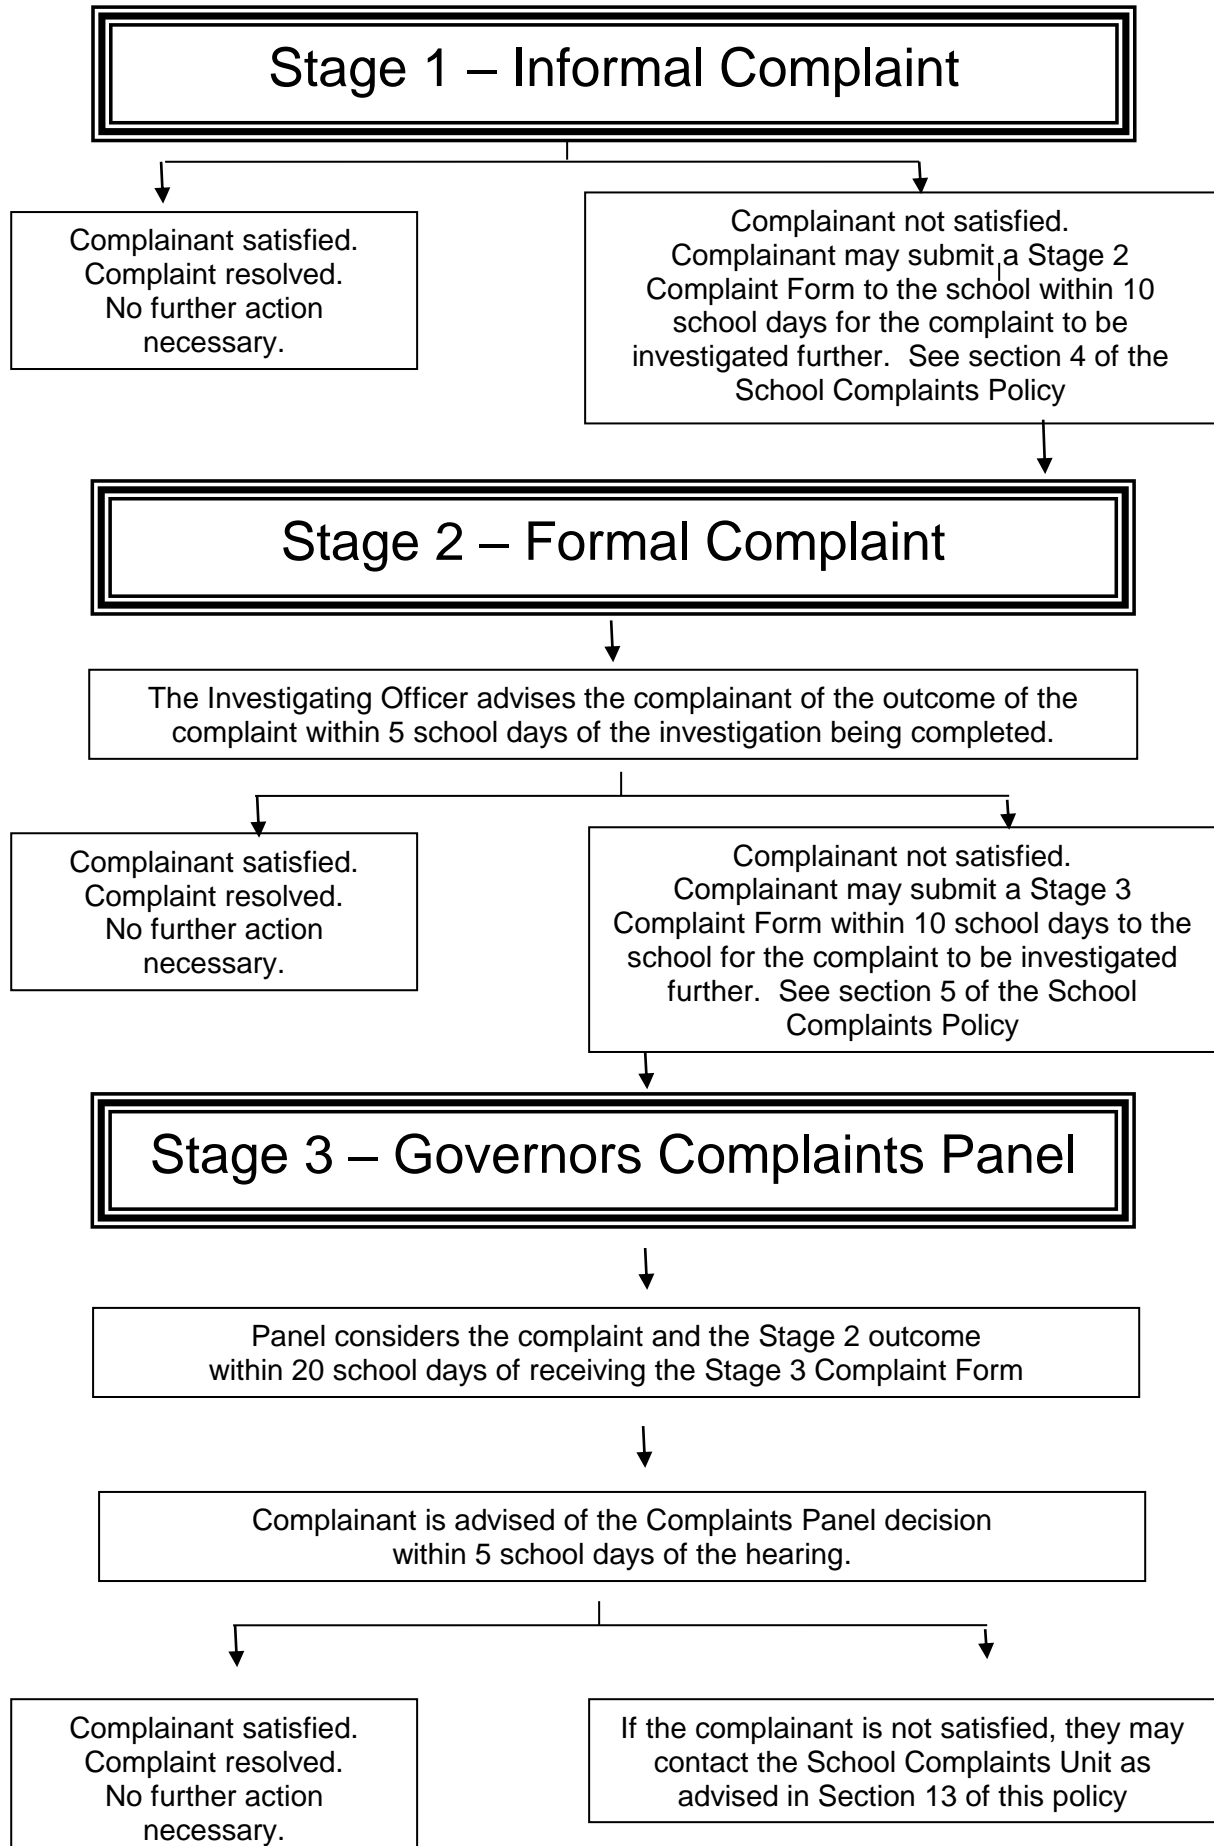 Stage 1 – Informal Complaint
Complainant satisfied.
Complaint resolved.
No further action
necessary.
Complainant not satisfied.
Complainant may submit a Stage 2
Complaint Form to the school within 10
school days for the complaint to be
investigated further.  See section 4 of the
School Complaints Policy
Stage 2 – Formal Complaint
The Investigating Officer advises the complainant of the outcome of the
complaint within 5 school days of the investigation being completed.
Complainant satisfied.
Complaint resolved.
No further action
necessary.
Complainant not satisfied.
Complainant may submit a Stage 3
Complaint Form within 10 school days to the
school for the complaint to be investigated
further.  See section 5 of the School
Complaints Policy
Stage 3 – Governors Complaints Panel
Panel considers the complaint and the Stage 2 outcome
within 20 school days of receiving the Stage 3 Complaint Form
Complainant is advised of the Complaints Panel decision
within 5 school days of the hearing.
Complainant satisfied.
Complaint resolved.
No further action
necessary.
If the complainant is not satisfied, they may
contact the School Complaints Unit as
advised in Section 13 of this policy